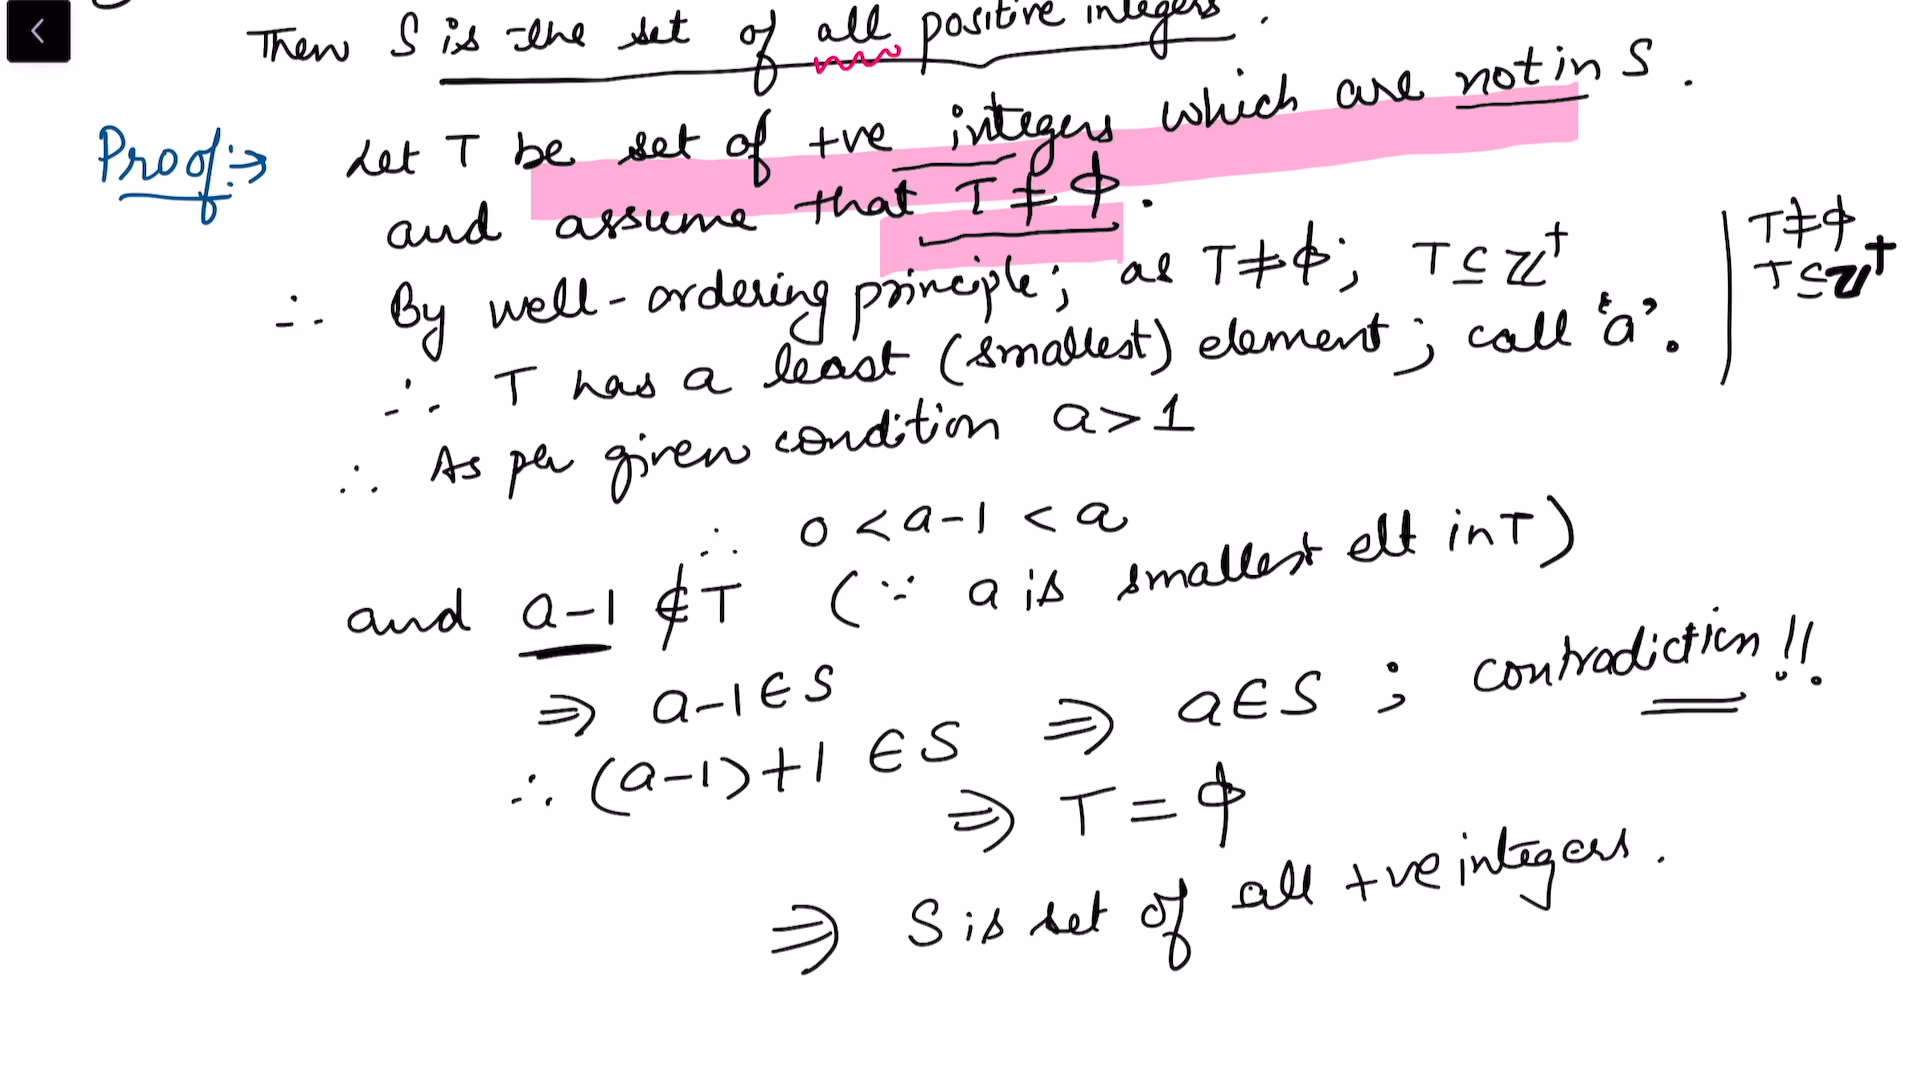 Then S is the set of all positive integers.
Proof:→ Let T be set of +ve integers which are not in S.
and assume that T ≠ ϕ.
∴ By well-ordering principle; as T≠ϕ; T ⊆ ℤ⁺
T≠ϕ
T⊆ℤ⁺
∴ T has a least (smallest) element; call 'a'.
∴ As per given condition a>1
∴ 0 < a-1 < a
and a-1 ∉ T (∵ a is smallest elt in T)
⇒ a-1 ∈ S
∴ (a-1)+1 ∈ S ⇒ a∈S ; contradiction!!
⇒ T = ϕ
⇒ S is set of all +ve integers.